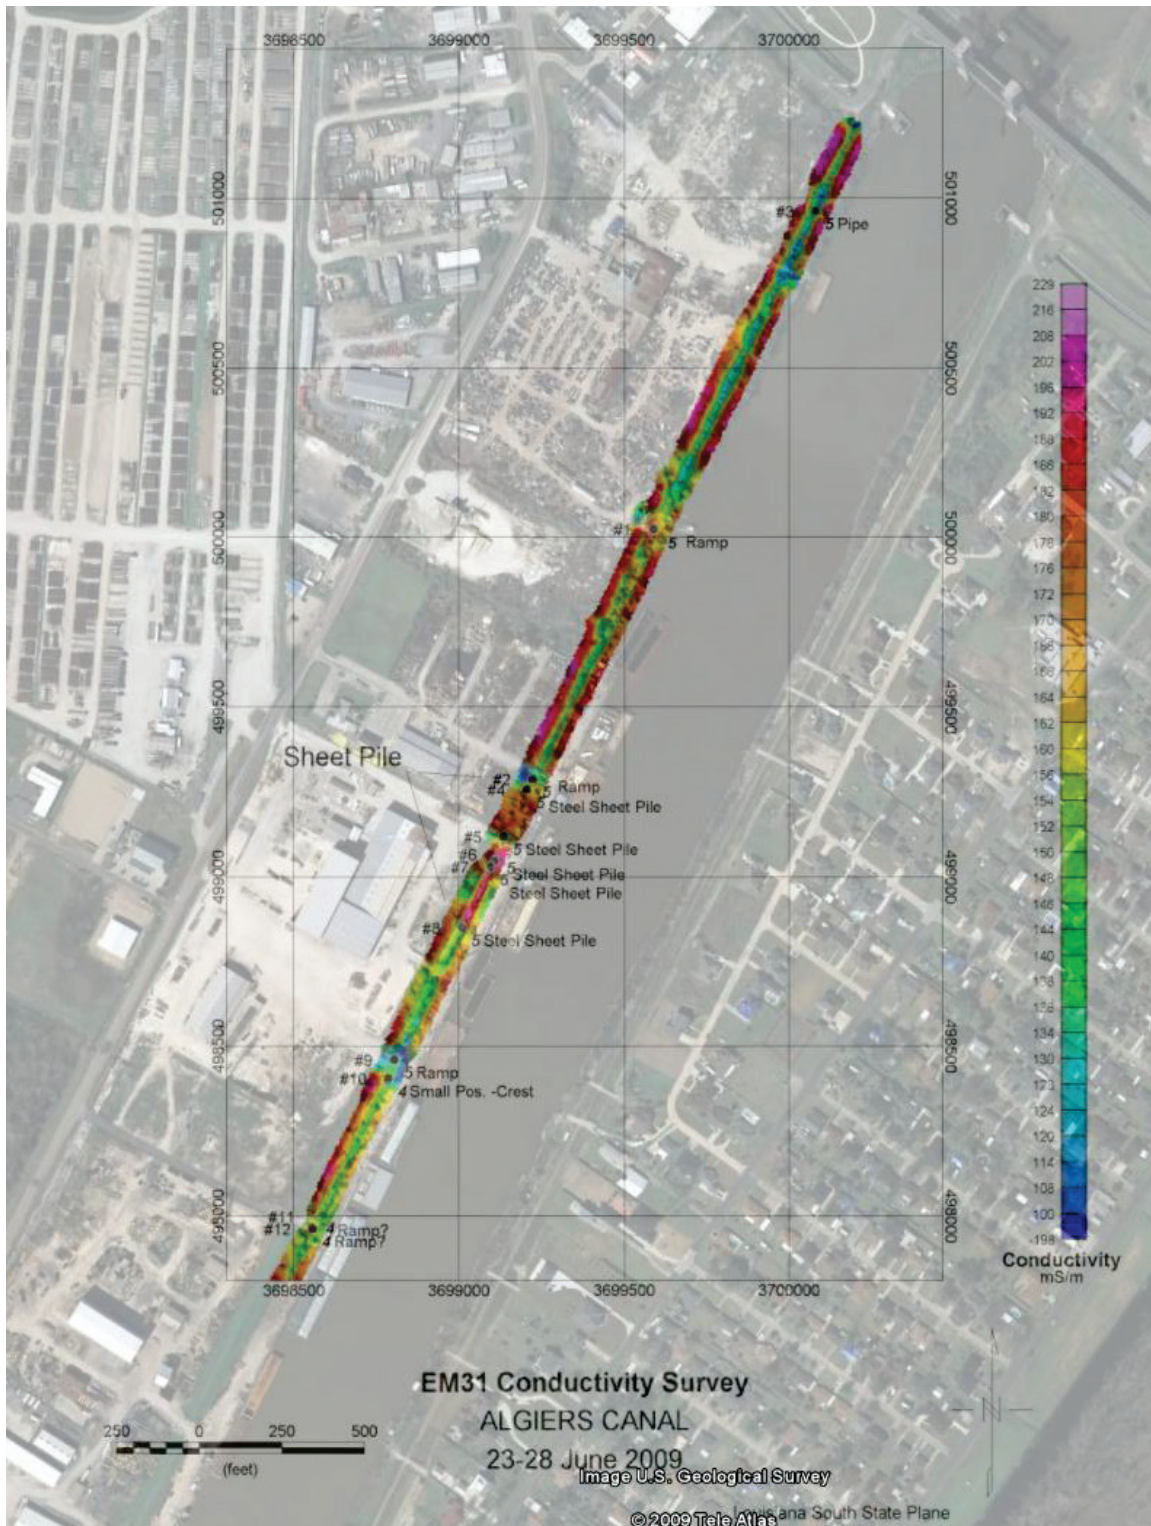 3698500 3699000 3699500 3700000
501000 501000
#3
5 Pipe
500500 500500
#1
500000 500000
5 Ramp
499500 499500
Sheet Pile
#2
5 Ramp
#4
5 Steel Sheet Pile
#5
5 Steel Sheet Pile
#6
5 Steel Sheet Pile
#7
499000 499000
5 Steel Sheet Pile
#8
5 Steel Sheet Pile
498500 498500
#9
5 Ramp
#10
4 Small Pos. -Crest
498000 498000
#11
4 Ramp?
#12
4 Ramp?
3698500 3699000 3699500 3700000
229
216
208
202
196
192
188
182
180
178
176
172
170
164
162
160
156
154
152
150
146
144
140
134
130
124
120
114
108
100
-198
Conductivity
mS/m
EM31 Conductivity Survey
ALGIERS CANAL
23-28 June 2009
250 0 250 500
(feet)
N
Image U.S. Geological Survey
Louisiana South State Plane
© 2009 Tele Atlas